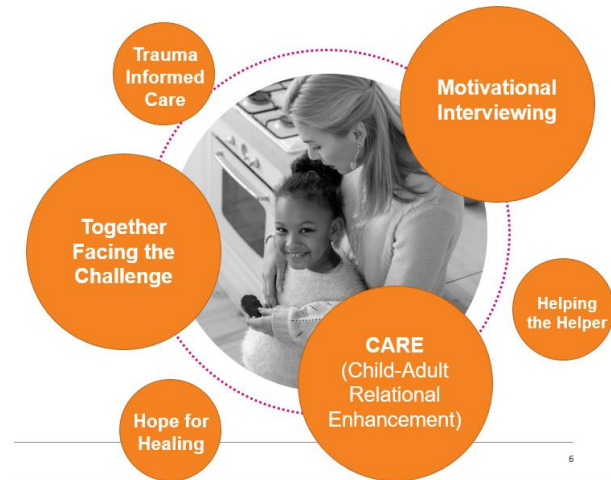 Trauma
Informed
Care
Motivational
Interviewing
Together
Facing the
Challenge
Helping
the Helper
CARE
(Child-Adult
Relational
Enhancement)
Hope for
Healing
6